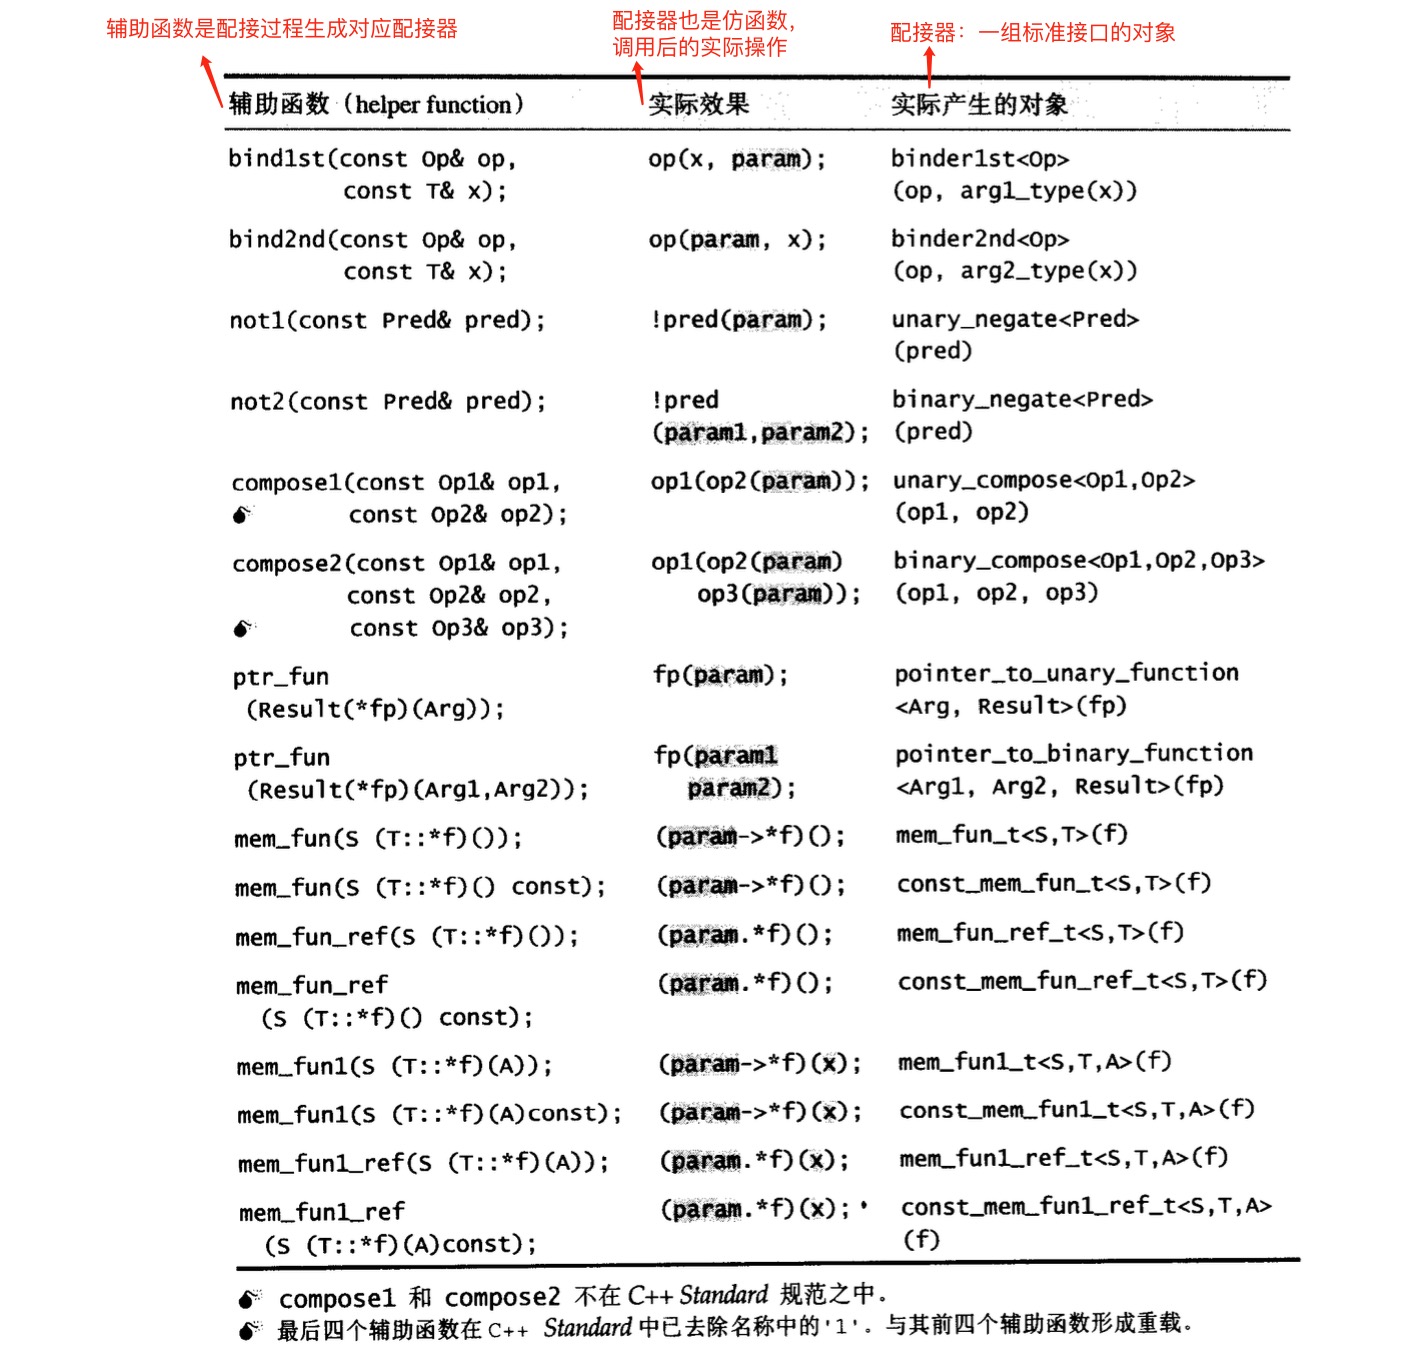 辅助函数是配接过程生成对应配接器
配接器也是仿函数，
调用后的实际操作
配接器：一组标准接口的对象
辅助函数（helper function） 实际效果 实际产生的对象
bind1st(const Op& op, op(x, param); binder1st<Op>
const T& x); (op, arg1_type(x))
bind2nd(const Op& op, op(param, x); binder2nd<Op>
const T& x); (op, arg2_type(x))
not1(const Pred& pred); !pred(param); unary_negate<Pred>
(pred)
not2(const Pred& pred); !pred binary_negate<Pred>
(param1,param2); (pred)
compose1(const Op1& op1, op1(op2(param)); unary_compose<Op1,Op2>
const Op2& op2); (op1, op2)
compose2(const Op1& op1, op1(op2(param) binary_compose<Op1,Op2,Op3>
const Op2& op2, op3(param)); (op1, op2, op3)
const Op3& op3);
ptr_fun fp(param); pointer_to_unary_function
(Result(*fp)(Arg)); <Arg, Result>(fp)
ptr_fun fp(param1 pointer_to_binary_function
(Result(*fp)(Arg1,Arg2)); param2); <Arg1, Arg2, Result>(fp)
mem_fun(S (T::*f)()); (param->*f)(); mem_fun_t<S,T>(f)
mem_fun(S (T::*f)() const); (param->*f)(); const_mem_fun_t<S,T>(f)
mem_fun_ref(S (T::*f)()); (param.*f)(); mem_fun_ref_t<S,T>(f)
mem_fun_ref (param.*f)(); const_mem_fun_ref_t<S,T>(f)
(S (T::*f)() const);
mem_fun1(S (T::*f)(A)); (param->*f)(x); mem_fun1_t<S,T,A>(f)
mem_fun1(S (T::*f)(A)const); (param->*f)(x); const_mem_fun1_t<S,T,A>(f)
mem_fun1_ref(S (T::*f)(A)); (param.*f)(x); mem_fun1_ref_t<S,T,A>(f)
mem_fun1_ref (param.*f)(x); const_mem_fun1_ref_t<S,T,A>
(S (T::*f)(A)const); (f)
compose1 和 compose2 不在 C++ Standard 规范之中。
最后四个辅助函数在 C++ Standard 中已去除名称中的'1'。与其前四个辅助函数形成重载。